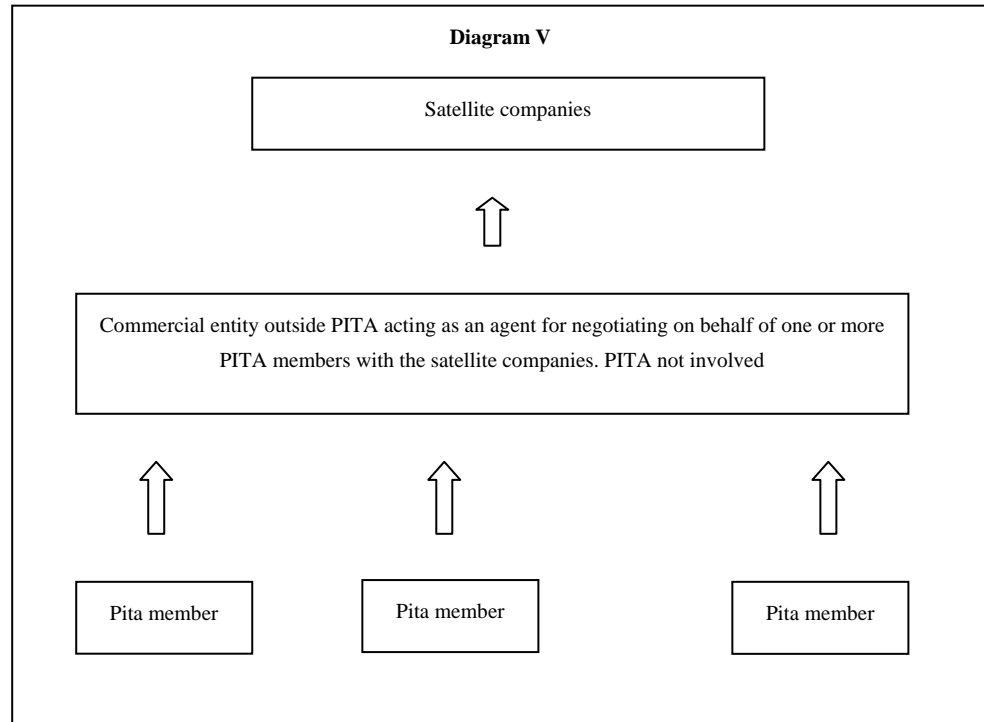 Diagram V
Satellite companies
Commercial entity outside PITA acting as an agent for negotiating on behalf of one or more
PITA members with the satellite companies. PITA not involved
Pita member
Pita member
Pita member